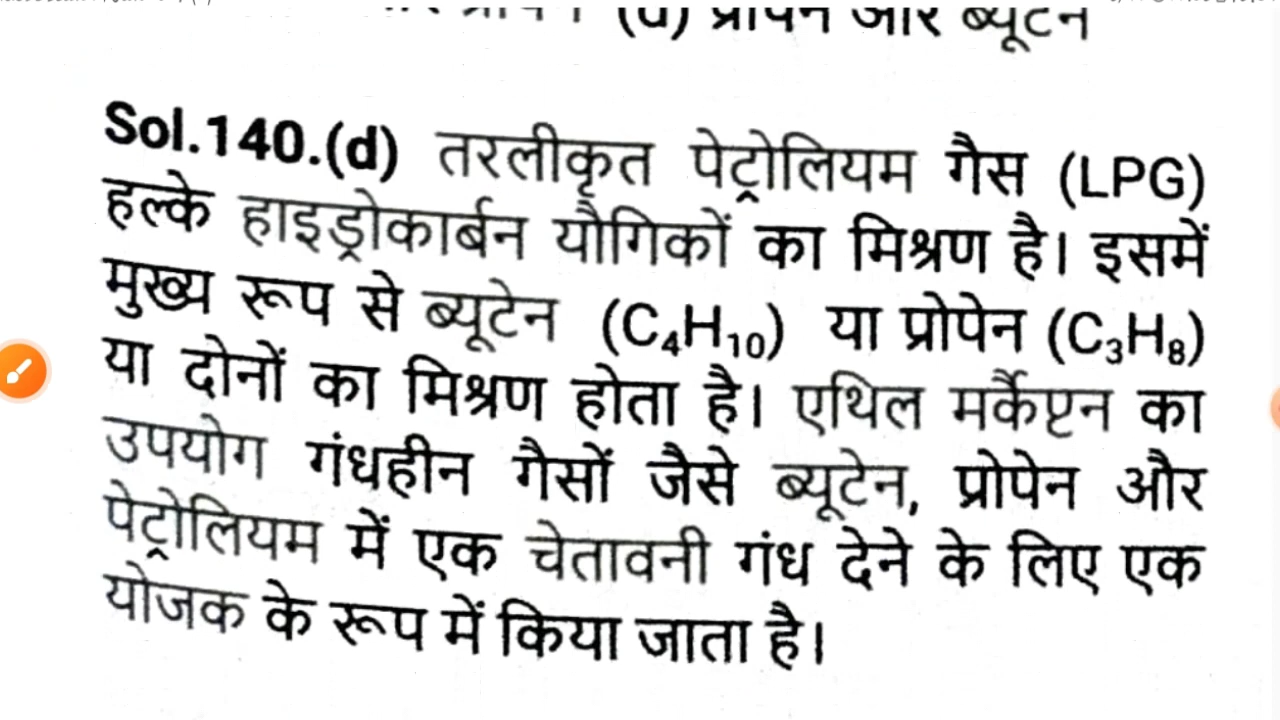 (d) प्रोपेन और ब्यूटेन
Sol.140.(d) तरलीकृत पेट्रोलियम गैस (LPG)
हल्के हाइड्रोकार्बन यौगिकों का मिश्रण है। इसमें
मुख्य रूप से ब्यूटेन (C₄H₁₀) या प्रोपेन (C₃H₈)
या दोनों का मिश्रण होता है। एथिल मर्कैप्टन का
उपयोग गंधहीन गैसों जैसे ब्यूटेन, प्रोपेन और
पेट्रोलियम में एक चेतावनी गंध देने के लिए एक
योजक के रूप में किया जाता है।